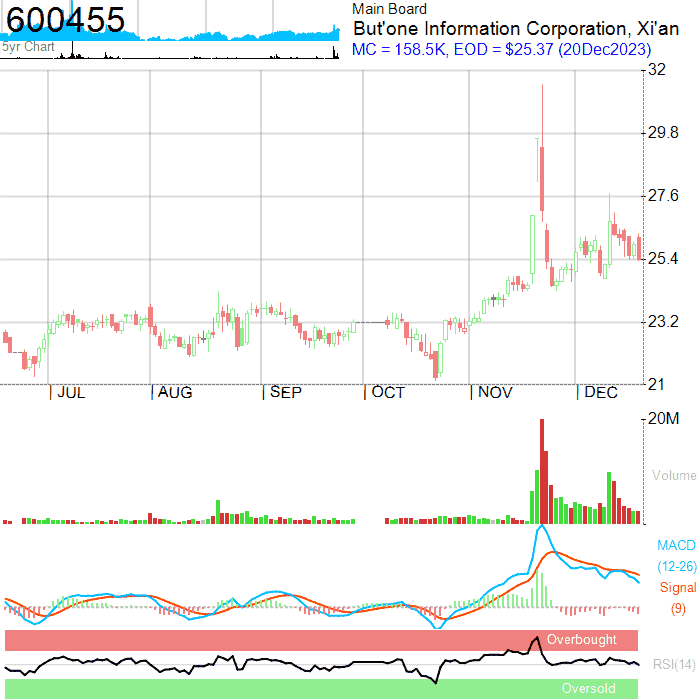 600455
5yr Chart
Main Board
But'one Information Corporation, Xi'an
MC = 158.5K, EOD = $25.37 (20Dec2023)
32
29.8
27.6
25.4
23.2
21
JUL
AUG
SEP
OCT
NOV
DEC
20M
Volume
MACD
(12-26)
Signal
(9)
Overbought
RSI(14)
Oversold